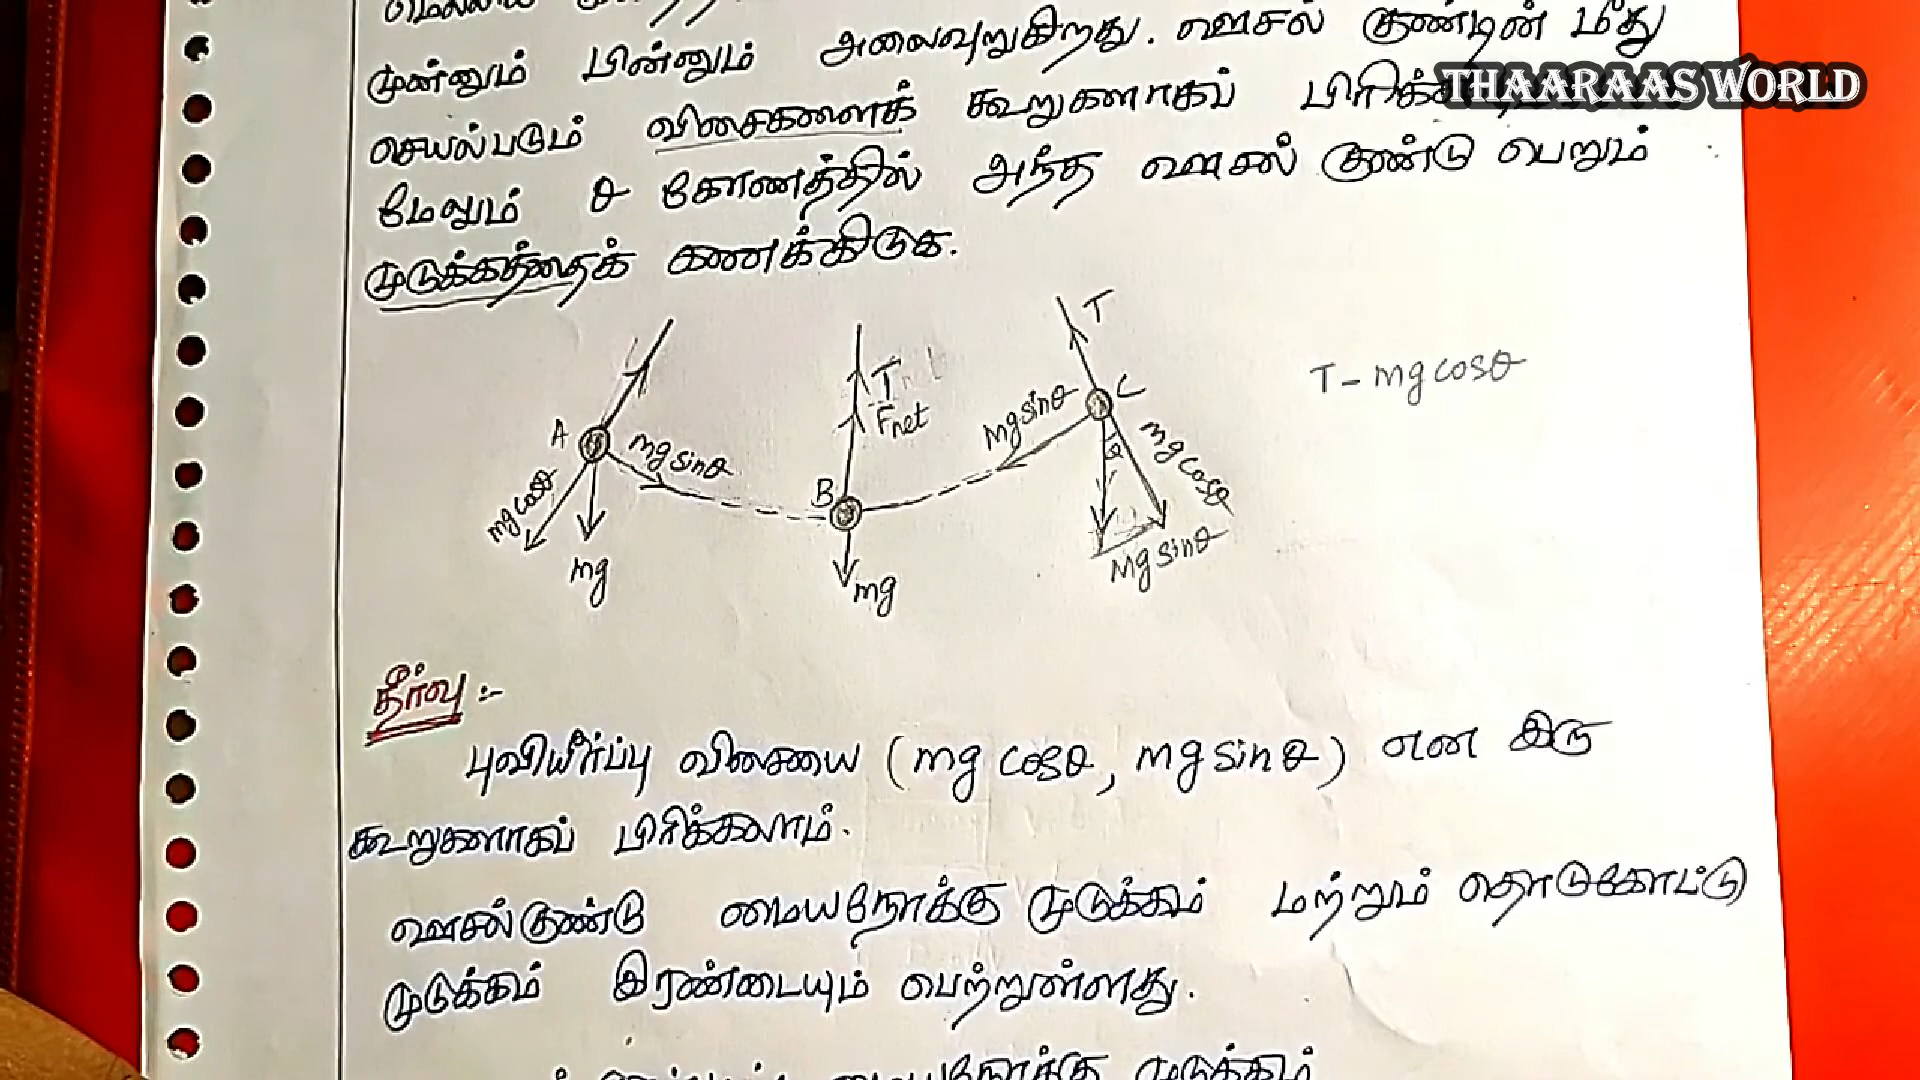 முன்னும் பின்னும் அலைவுறுகிறது. ஊசல் குண்டின் மீது
THAARAAS WORLD
செயல்படும் விசைகளைக் கூறுகளாகப்
மேலும் θ கோணத்தில் அந்த ஊசல் குண்டு பெறும்
முடுக்கத்தைக் கணக்கிடுக.
T
T - mg cosθ
T
Fnet
mg sinθ
C
A
mg sinθ
mg cosθ
θ
mg cosθ
B
mg
mg
mg sinθ
தீர்வு :-
புவியீர்ப்பு விசையை (mg cosθ, mg sinθ) என இரு
கூறுகளாகப் பிரிக்கலாம்.
ஊசல்குண்டு மையநோக்கு முடுக்கம் மற்றும் தொடுகோட்டு
முடுக்கம் இரண்டையும் பெற்றுள்ளது.
மையநோக்கு முடுக்கம்